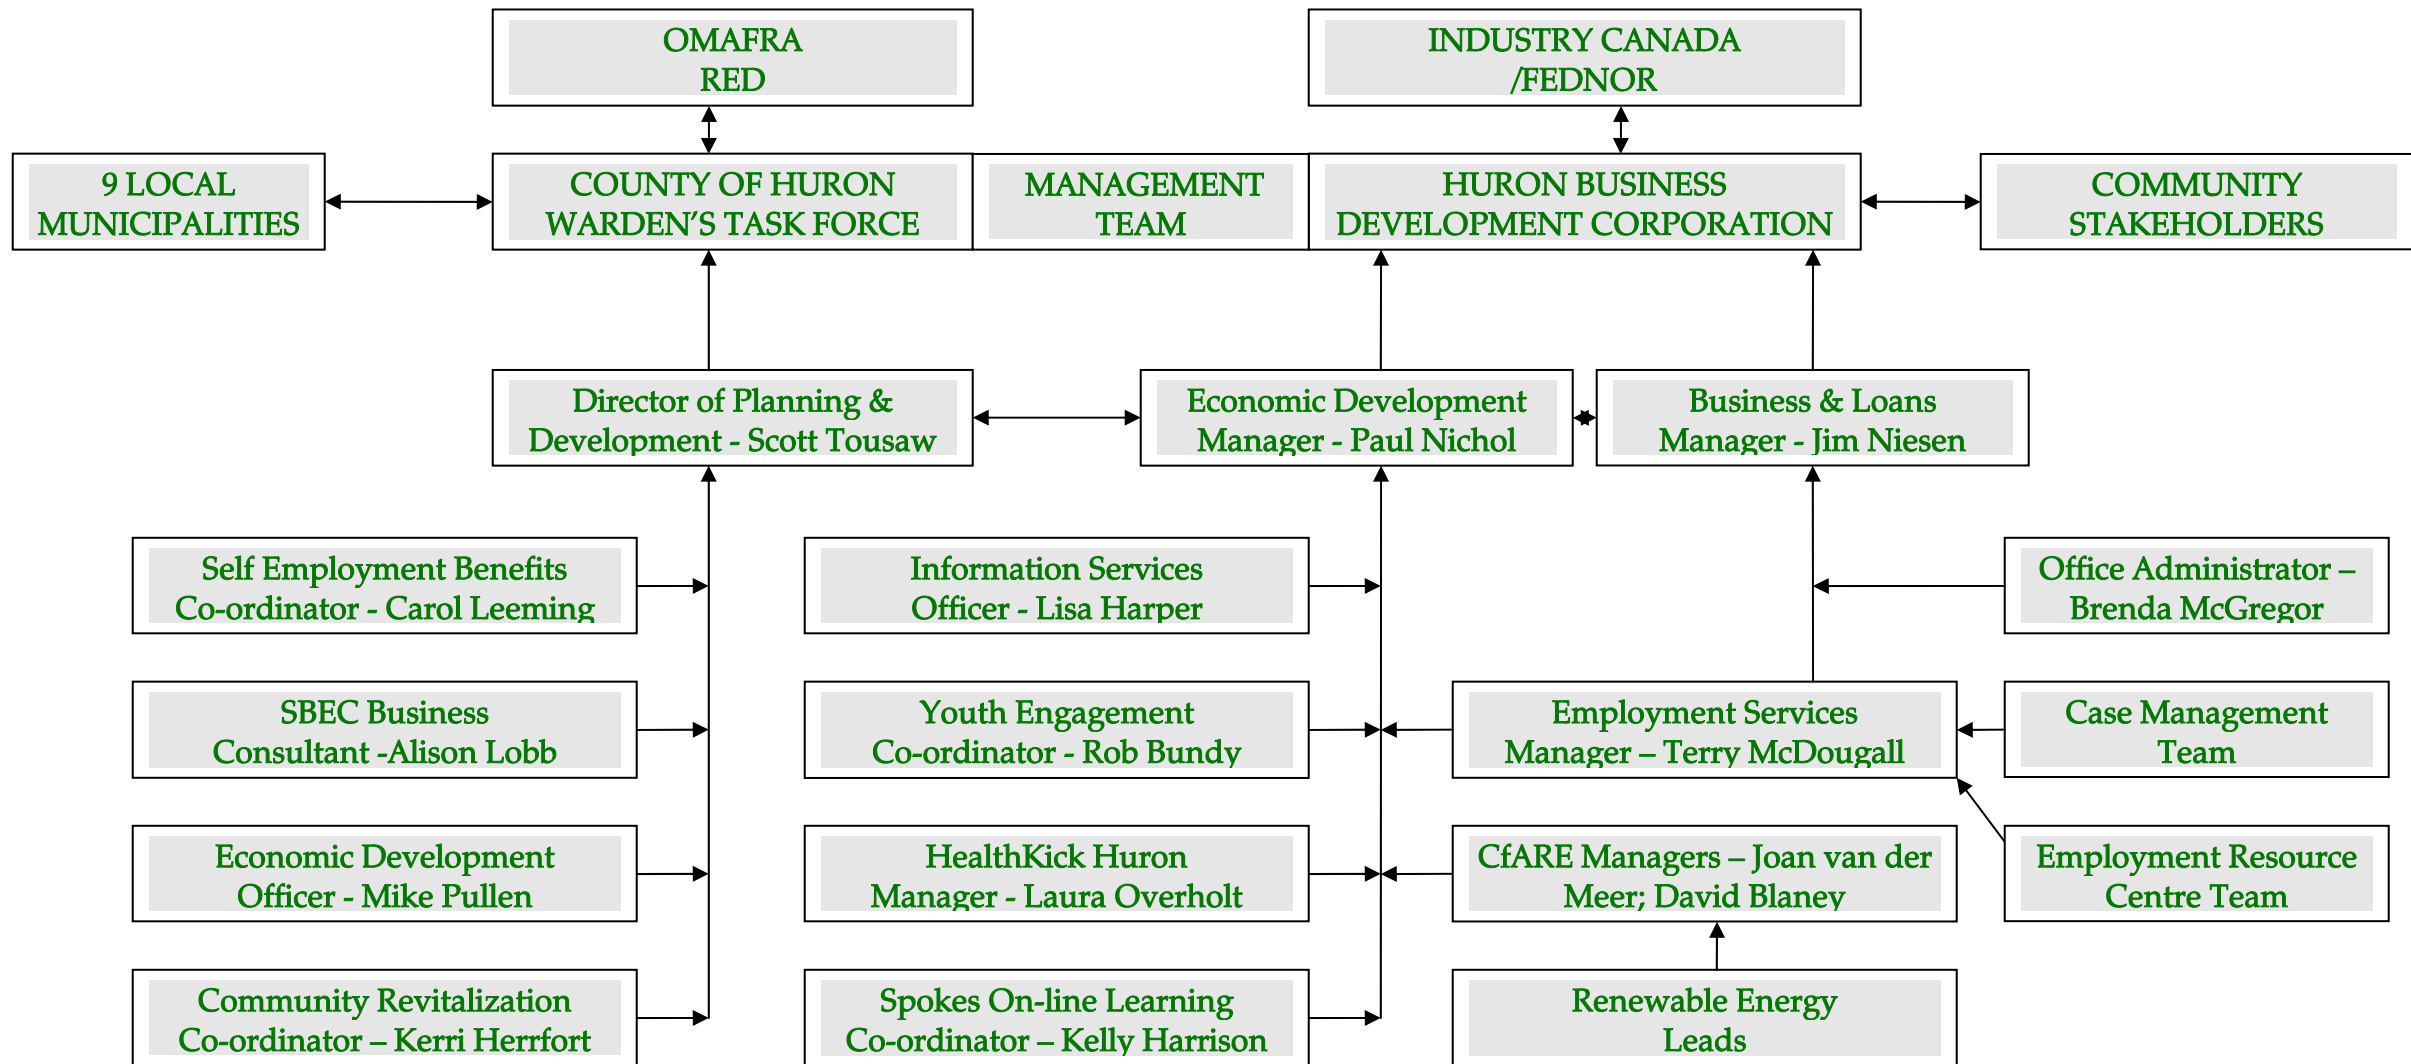 OMAFRA
RED
INDUSTRY CANADA
/FEDNOR
9 LOCAL
MUNICIPALITIES
COUNTY OF HURON
WARDEN’S TASK FORCE
MANAGEMENT
TEAM
HURON BUSINESS
DEVELOPMENT CORPORATION
COMMUNITY
STAKEHOLDERS
Director of Planning &
Development - Scott Tousaw
Economic Development
Manager - Paul Nichol
Business & Loans
Manager - Jim Niesen
Self Employment Benefits
Co-ordinator - Carol Leeming
Information Services
Officer - Lisa Harper
Office Administrator –
Brenda McGregor
SBEC Business
Consultant -Alison Lobb
Youth Engagement
Co-ordinator - Rob Bundy
Employment Services
Manager – Terry McDougall
Case Management
Team
Economic Development
Officer - Mike Pullen
HealthKick Huron
Manager - Laura Overholt
CfARE Managers – Joan van der
Meer; David Blaney
Employment Resource
Centre Team
Community Revitalization
Co-ordinator – Kerri Herrfort
Spokes On-line Learning
Co-ordinator – Kelly Harrison
Renewable Energy
Leads